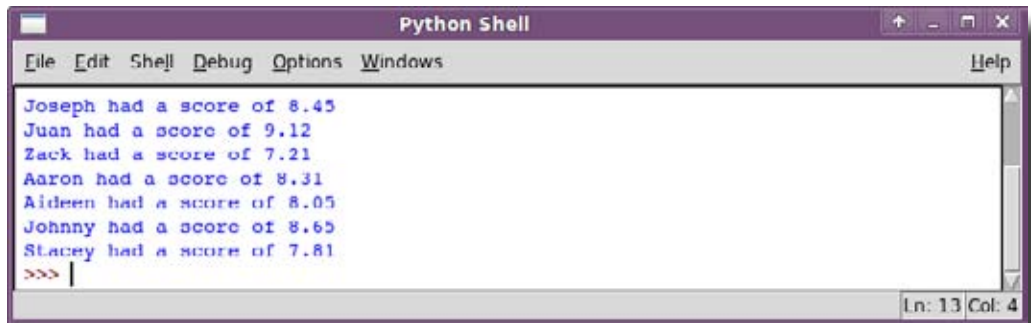 Python Shell
File Edit Shell Debug Options Windows Help
Joseph had a score of 8.45
Juan had a score of 9.12
Zack had a score of 7.21
Aaron had a score of 8.31
Aideen had a score of 8.05
Johnny had a score of 8.65
Stacey had a score of 7.81
>>>
Ln: 13 Col: 4